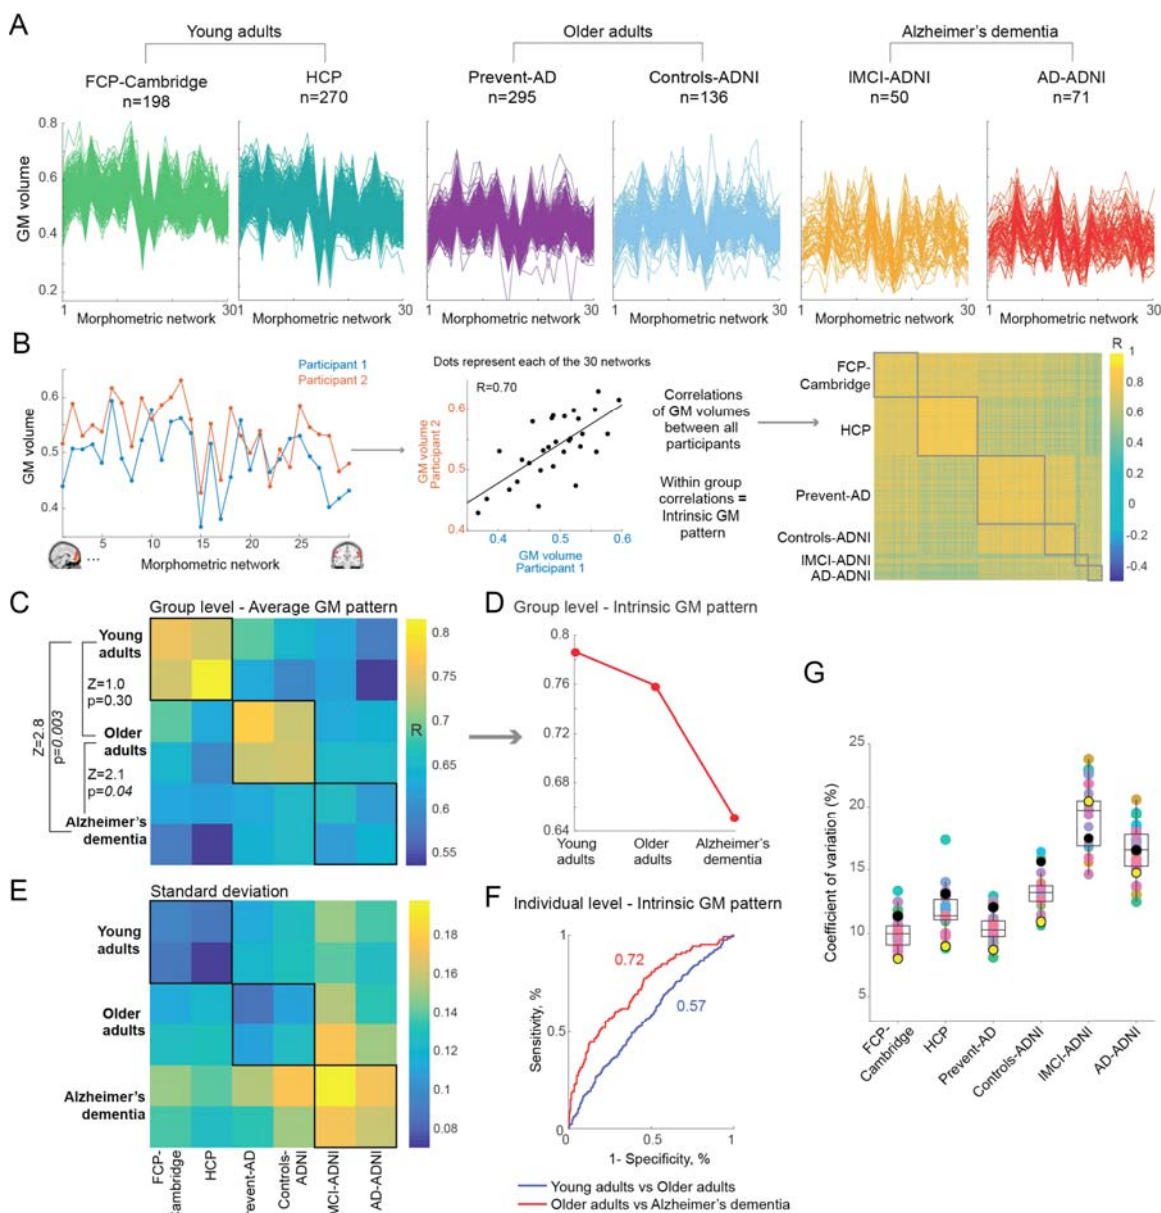 A
Young adults
Older adults
Alzheimer's dementia
FCP-Cambridge
n=198
HCP
n=270
Prevent-AD
n=295
Controls-ADNI
n=136
IMCI-ADNI
n=50
AD-ADNI
n=71
GM volume
0.8
0.6
0.4
0.2
1
Morphometric network
301
Morphometric network
30
1
Morphometric network
30
1
Morphometric network
30
1
Morphometric network
30
1
Morphometric network
30
B
Participant 1
Participant 2
GM volume
0.6
0.5
0.4
5
10
15
20
25
...
Morphometric network
Dots represent each of the 30 networks
R=0.70
GM volume
Participant 2
0.6
0.5
0.4
0.4
0.5
0.6
GM volume
Participant 1
Correlations
of GM volumes
between all
participants
Within group
correlations =
Intrinsic GM
pattern
FCP-
Cambridge
HCP
Prevent-AD
Controls-ADNI
IMCI-ADNI
AD-ADNI
R
1
0.8
0.6
0.4
0.2
0
-0.2
-0.4
C
Group level - Average GM pattern
Young
adults
Older
adults
Alzheimer's
dementia
Z=1.0
p=0.30
Z=2.8
p=0.003
Z=2.1
p=0.04
R
0.8
0.75
0.7
0.65
0.6
0.55
D
Group level - Intrinsic GM pattern
0.8
0.76
0.72
0.68
0.64
Young
adults
Older
adults
Alzheimer's
dementia
E
Standard deviation
Young
adults
Older
adults
Alzheimer's
dementia
0.18
0.16
0.14
0.12
0.1
0.08
FCP-
Cambridge
HCP
Prevent-AD
Controls-
ADNI
MCI-ADNI
AD-ADNI
F
Individual level - Intrinsic GM pattern
0.72
0.57
Sensitivity, %
1
0.5
0
0
0.5
1
1- Specificity, %
Young adults vs Older adults
Older adults vs Alzheimer's dementia
G
Coefficient of variation (%)
25
20
15
10
5
FCP-
Cambridge
HCP
Prevent-AD
Controls-ADNI
IMCI-ADNI
AD-ADNI